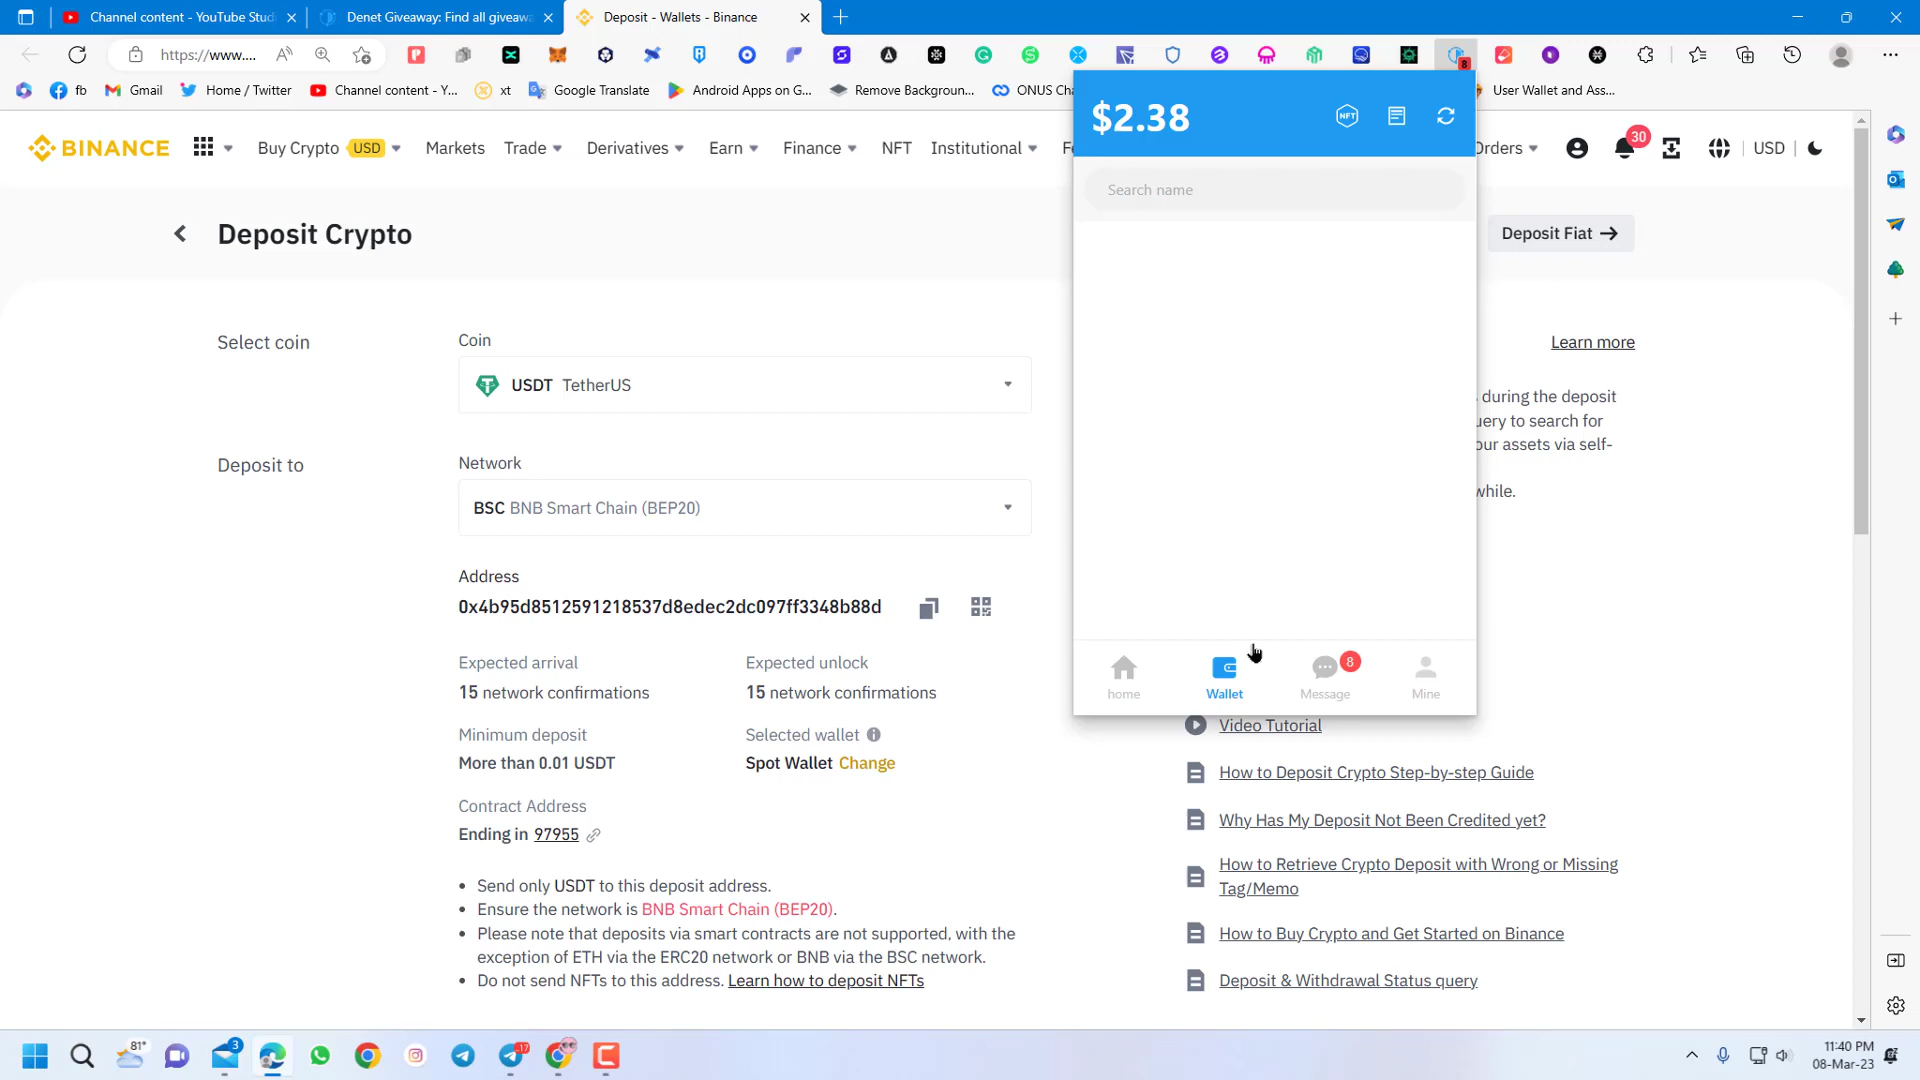 Channel content - YouTube Stud
Denet Giveaway: Find all giveaw
Deposit - Wallets - Binance
https://www....
8
fb
Gmail
Home / Twitter
Channel content - Y...
xt
Google Translate
Android Apps on G...
Remove Backgroun...
ONUS Cha
User Wallet and Ass...
BINANCE
Buy Crypto
USD
Markets
Trade
Derivatives
Earn
Finance
NFT
Institutional
Orders
30
USD
$2.38
NFT
Search name
home
Wallet
Message
8
Mine
Deposit Crypto
Deposit Fiat
Select coin
Coin
USDT TetherUS
Learn more
during the deposit
uery to search for
our assets via self-
while.
Deposit to
Network
BSC BNB Smart Chain (BEP20)
Address
0x4b95d8512591218537d8edec2dc097ff3348b88d
Expected arrival
15 network confirmations
Expected unlock
15 network confirmations
Minimum deposit
More than 0.01 USDT
Selected wallet
Spot Wallet Change
Contract Address
Ending in 97955
Send only USDT to this deposit address.
Ensure the network is BNB Smart Chain (BEP20).
Please note that deposits via smart contracts are not supported, with the
exception of ETH via the ERC20 network or BNB via the BSC network.
Do not send NFTs to this address. Learn how to deposit NFTs
Video Tutorial
How to Deposit Crypto Step-by-step Guide
Why Has My Deposit Not Been Credited yet?
How to Retrieve Crypto Deposit with Wrong or Missing
Tag/Memo
How to Buy Crypto and Get Started on Binance
Deposit & Withdrawal Status query
81°
3
17
11:40 PM
08-Mar-23